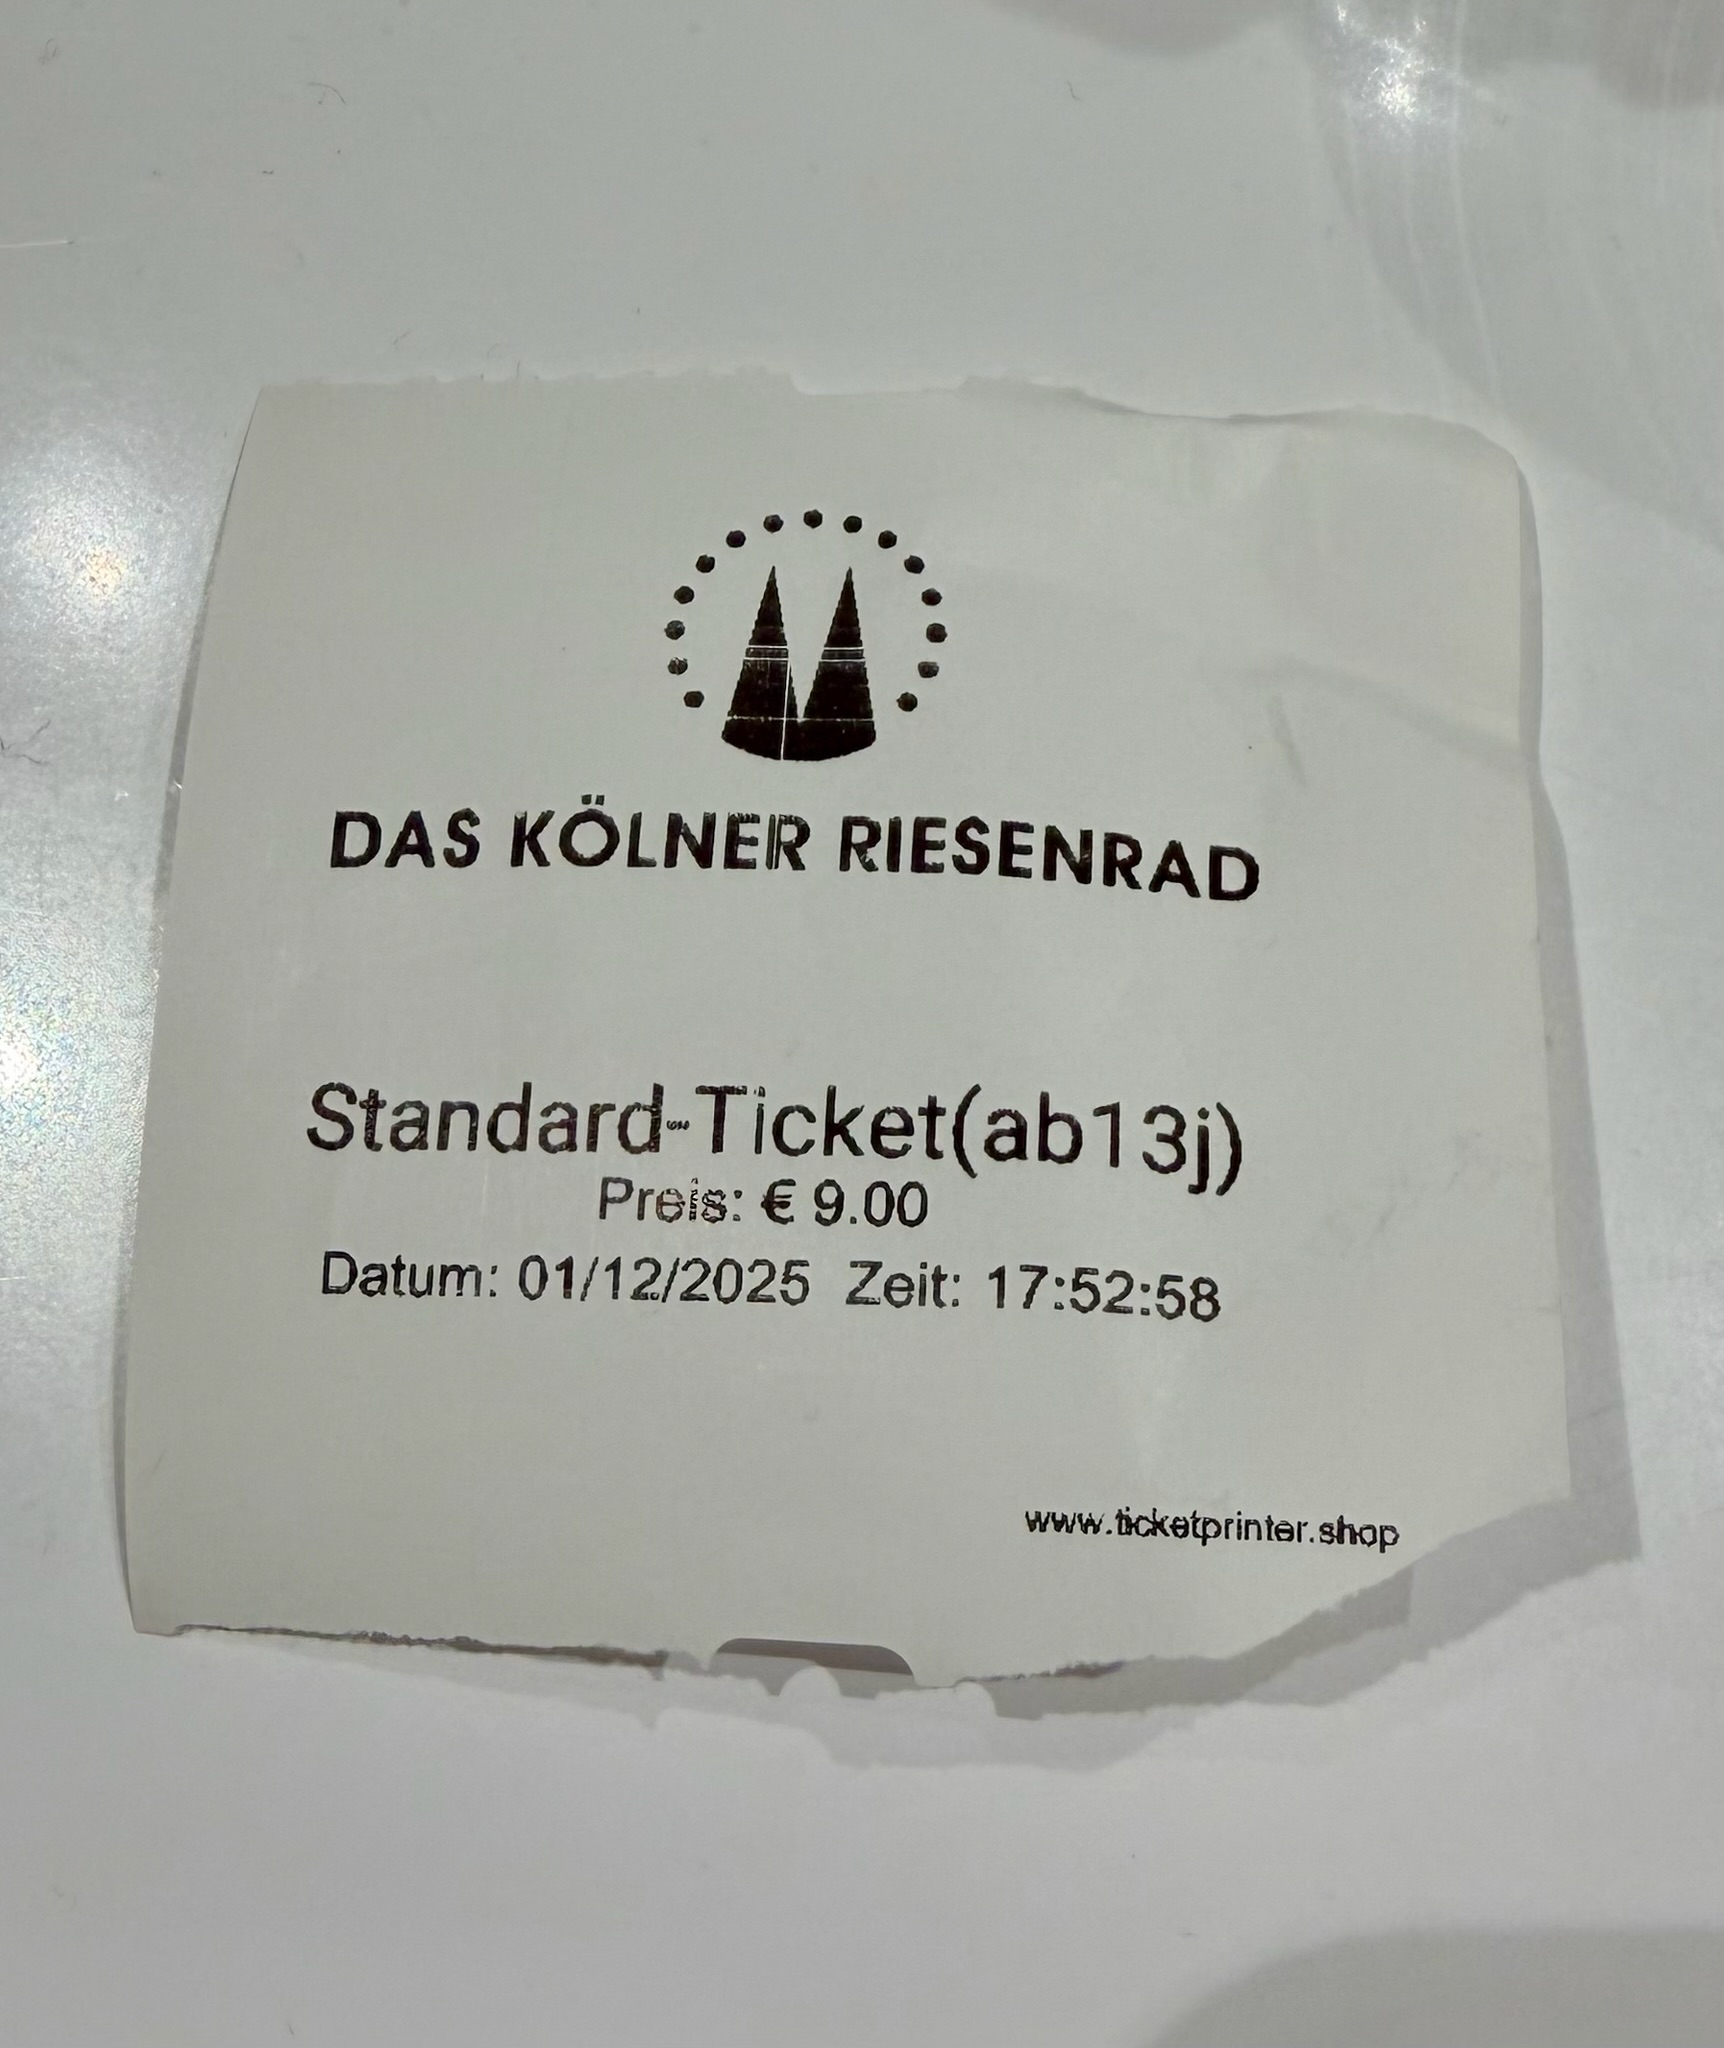 DAS KÖLNER RIESENRAD
Standard-Ticket(ab13j)
Preis: € 9.00
Datum: 01/12/2025 Zeit: 17:52:58
www.ticketprinter.shop